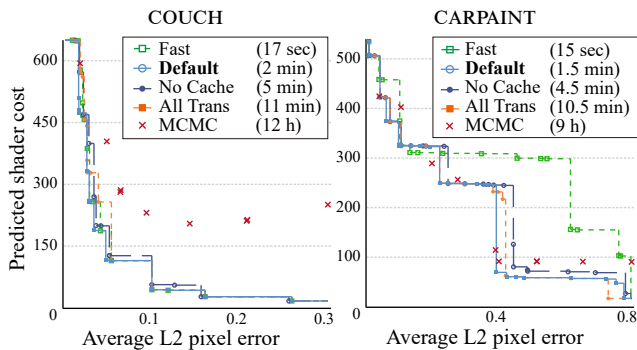 COUCH
Predicted shader cost
650
450
300
150
0
0.1
0.2
0.3
Average L2 pixel error
Fast (17 sec)
Default (2 min)
No Cache (5 min)
All Trans (11 min)
MCMC (12 h)
CARPAINT
500
400
300
200
100
0
0.4
0.8
Average L2 pixel error
Fast (15 sec)
Default (1.5 min)
No Cache (4.5 min)
All Trans (10.5 min)
MCMC (9 h)